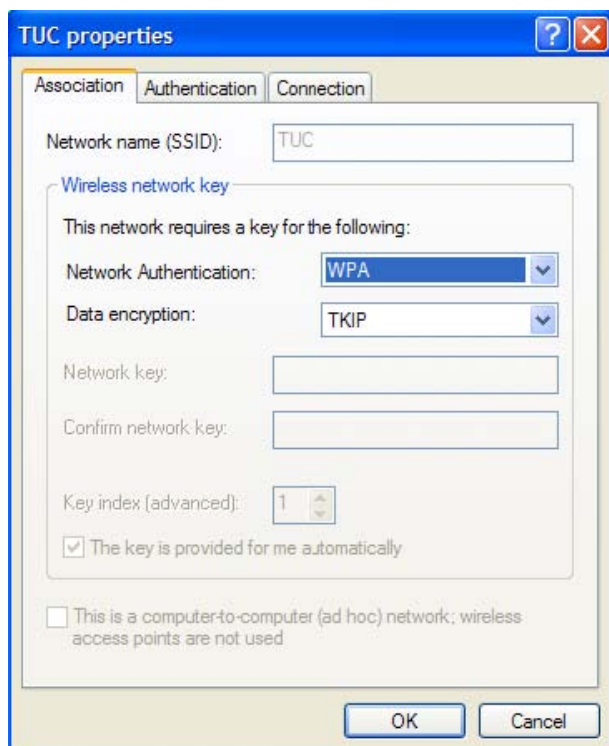 TUC properties
?
Association Authentication Connection
Network name (SSID): TUC
Wireless network key
This network requires a key for the following:
Network Authentication: WPA
Data encryption: TKIP
Network key:
Confirm network key:
Key index (advanced): 1
The key is provided for me automatically
This is a computer-to-computer (ad hoc) network; wireless
access points are not used
OK Cancel